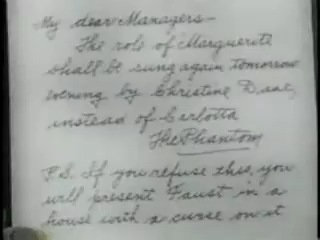 My dear Managers—
The role of Marguerite
shall be sung again tomorrow
evening by Christine Daae,
instead of Carlotta
The Phantom
P.S. If you refuse this, you
will present Faust in a
house with a curse on it